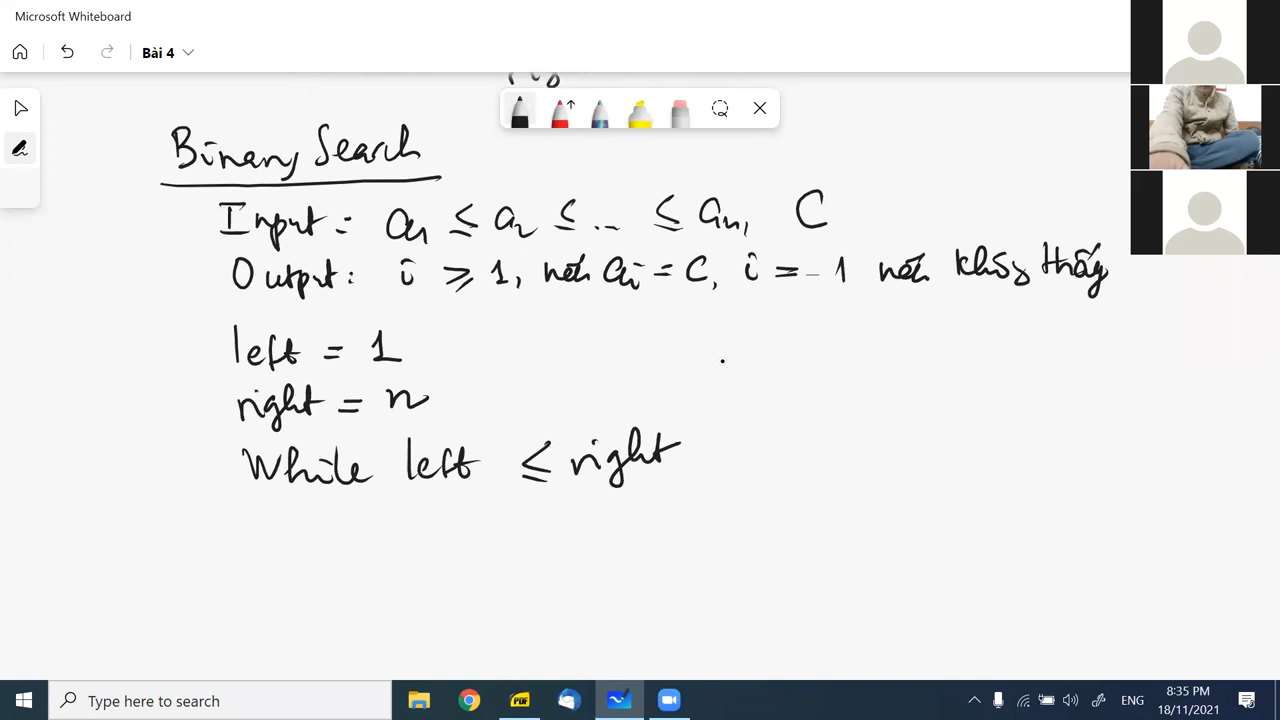 Microsoft Whiteboard
Bài 4
Binary Search
Input: a1 ≤ a2 ≤ ... ≤ an, C
Output: i ≥ 1, nếu ai = C, i = -1 nếu không thấy
left = 1
right = n
While left ≤ right
Type here to search
ENG
8:35 PM
18/11/2021